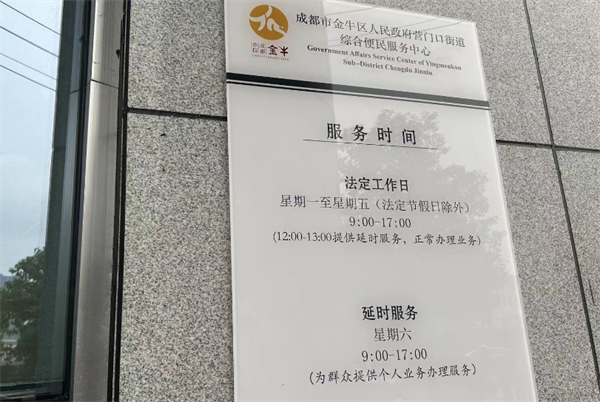 成都市金牛区人民政府营门口街道
综合便民服务中心
金牛
Government Affairs Service Center of Yingmenkou
Sub-District Chengdu Jinniu
服务时间
法定工作日
星期一至星期五（法定节假日除外）
9:00-17:00
(12:00-13:00提供延时服务，正常办理业务)
延时服务
星期六
9:00-17:00
(为群众提供个人业务办理服务)